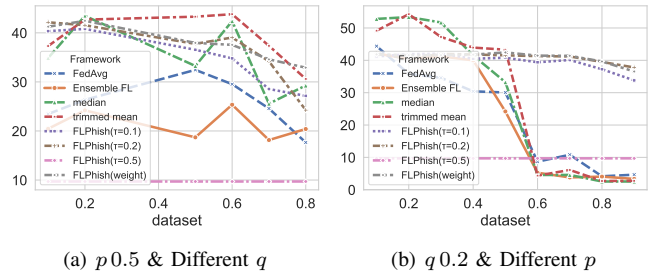 40
30
20
10
Framework
FedAvg
Ensemble FL
median
trimmed mean
FLPhish(τ=0.1)
FLPhish(τ=0.2)
FLPhish(τ=0.5)
FLPhish(weight)
0.2 0.4 0.6 0.8
dataset
(a) p 0.5 & Different q
60
50
40
30
20
10
0
Framework
FedAvg
Ensemble FL
median
trimmed mean
FLPhish(τ=0.1)
FLPhish(τ=0.2)
FLPhish(τ=0.5)
FLPhish(weight)
0.2 0.4 0.6 0.8
dataset
(b) q 0.2 & Different p